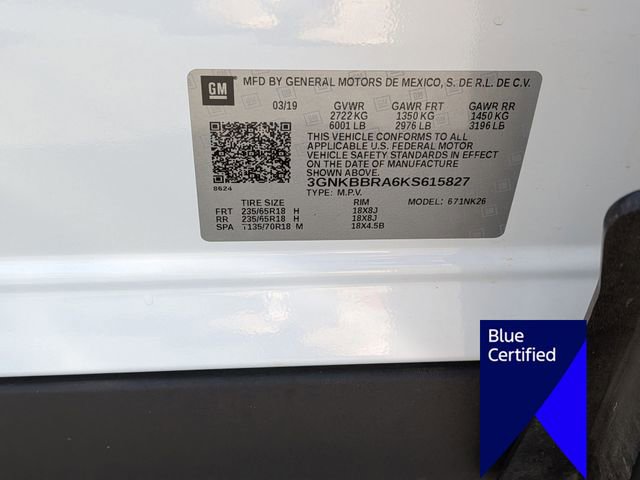 GM
MFD BY GENERAL MOTORS DE MEXICO, S. DE R.L. DE C.V.
03/19 GVWR GAWR FRT GAWR RR
2722 KG 1350 KG 1450 KG
6001 LB 2976 LB 3196 LB
THIS VEHICLE CONFORMS TO ALL
APPLICABLE U.S. FEDERAL MOTOR
VEHICLE SAFETY STANDARDS IN EFFECT
ON THE DATE OF MANUFACTURE
SHOWN ABOVE.
8624 3GNKBBRA6KS615827
TYPE: M.P.V. MODEL: 671NK26
TIRE SIZE RIM
FRT 235/65R18 H 18X8J
RR 235/65R18 H 18X8J
SPA T135/70R18 M 18X4.5B
Blue
Certified